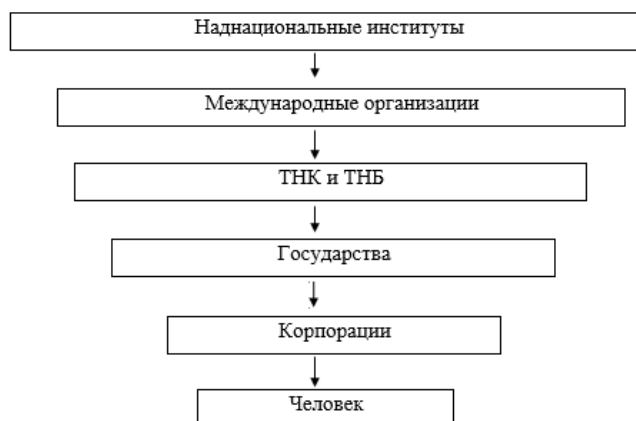 Наднациональные институты
Международные организации
ТНК и ТНБ
Государства
Корпорации
Человек